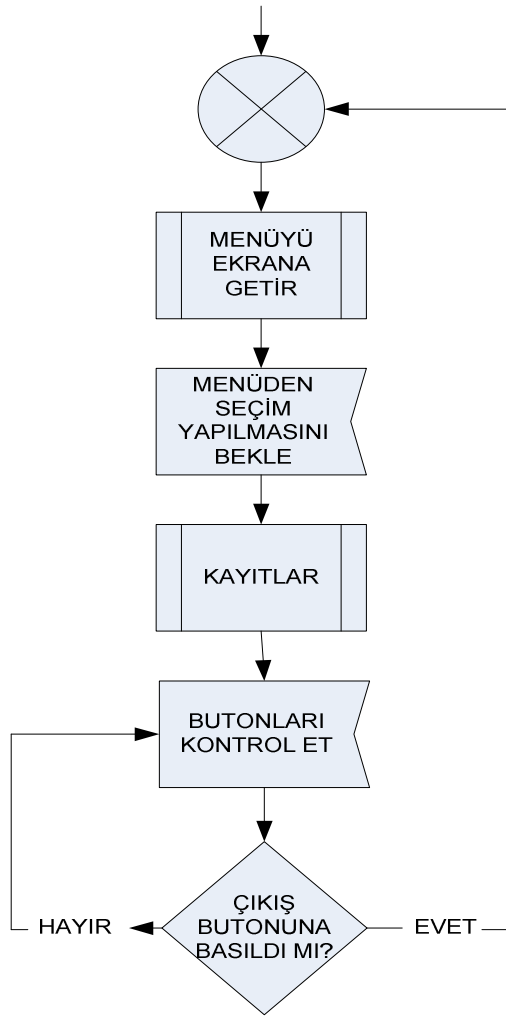 MENÜYÜ
EKRANA
GETİR
MENÜDEN
SEÇİM
YAPILMASINI
BEKLE
KAYITLAR
BUTONLARI
KONTROL ET
ÇIKIŞ
BUTONUNA
BASILDI MI?
HAYIR
EVET